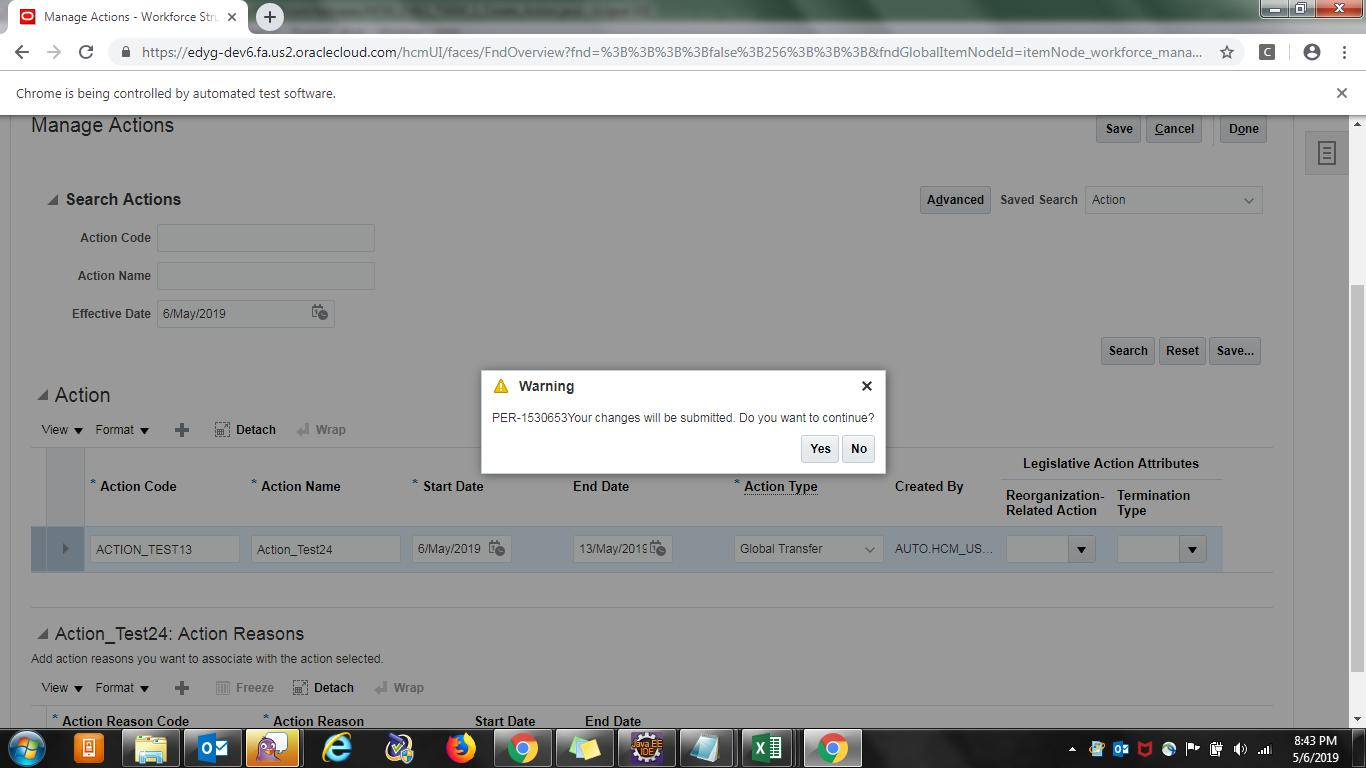 Manage Actions - Workforce Stru
https://edyg-dev6.fa.us2.oraclecloud.com/hcmUI/faces/FndOverview?fnd=%3B%3B%3B%3Bfalse%3B256%3B%3B%3B&fndGlobalItemNodeId=itemNode_workforce_mana...
C
Chrome is being controlled by automated test software.
Manage Actions
Save Cancel Done
Search Actions
Advanced Saved Search Action
Action Code
Action Name
Effective Date 6/May/2019
Search Reset Save...
Action
Warning
PER-1530653Your changes will be submitted. Do you want to continue?
Yes No
View Format Detach Wrap
Legislative Action Attributes
* Action Code * Action Name * Start Date End Date * Action Type Created By
Reorganization-
Related Action
Termination
Type
ACTION_TEST13 Action_Test24 6/May/2019 13/May/2019 Global Transfer AUTO.HCM_US...
Action_Test24: Action Reasons
Add action reasons you want to associate with the action selected.
View Format Freeze Detach Wrap
* Action Reason Code * Action Reason Start Date End Date
Java EE
IDE
8:43 PM
5/6/2019